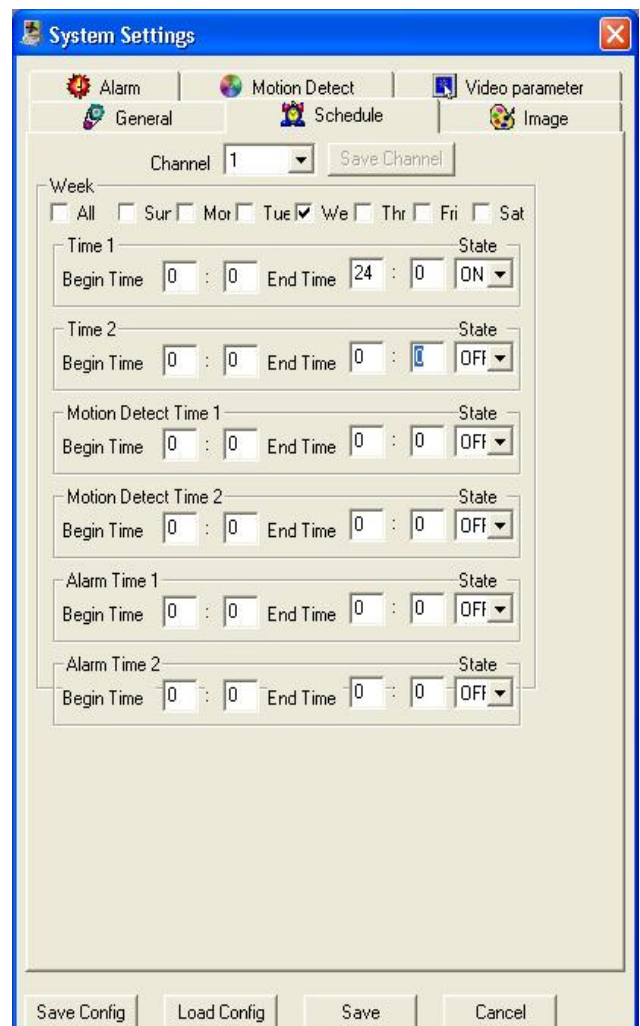 System Settings
Alarm Motion Detect Video parameter
General Schedule Image
Channel 1 Save Channel
Week
All Sur Mor Tue We Thr Fri Sat
Time 1 State
Begin Time 0 : 0 End Time 24 : 0 ON
Time 2 State
Begin Time 0 : 0 End Time 0 : 0 OFF
Motion Detect Time 1 State
Begin Time 0 : 0 End Time 0 : 0 OFF
Motion Detect Time 2 State
Begin Time 0 : 0 End Time 0 : 0 OFF
Alarm Time 1 State
Begin Time 0 : 0 End Time 0 : 0 OFF
Alarm Time 2 State
Begin Time 0 : 0 End Time 0 : 0 OFF
Save Config Load Config Save Cancel